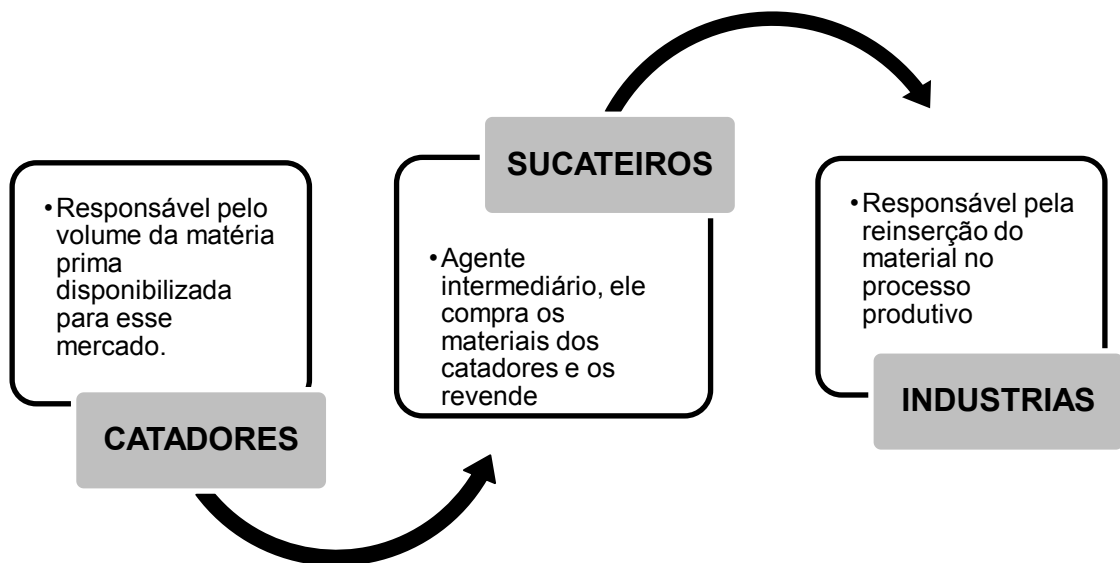 •Responsável pelo
volume da matéria
prima
disponibilizada
para esse
mercado.
CATADORES
SUCATEIROS
•Agente
intermediário, ele
compra os
materiais dos
catadores e os
revende
•Responsável pela
reinserção do
material no
processo
produtivo
INDUSTRIAS